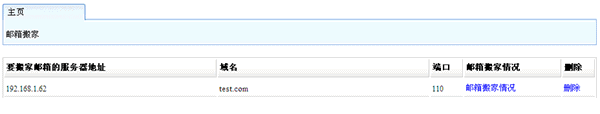 主页
邮箱搬家
要搬家邮箱的服务器地址 域名 端口 邮箱搬家情况 删除
192.168.1.62 test.com 110 邮箱搬家情况 删除